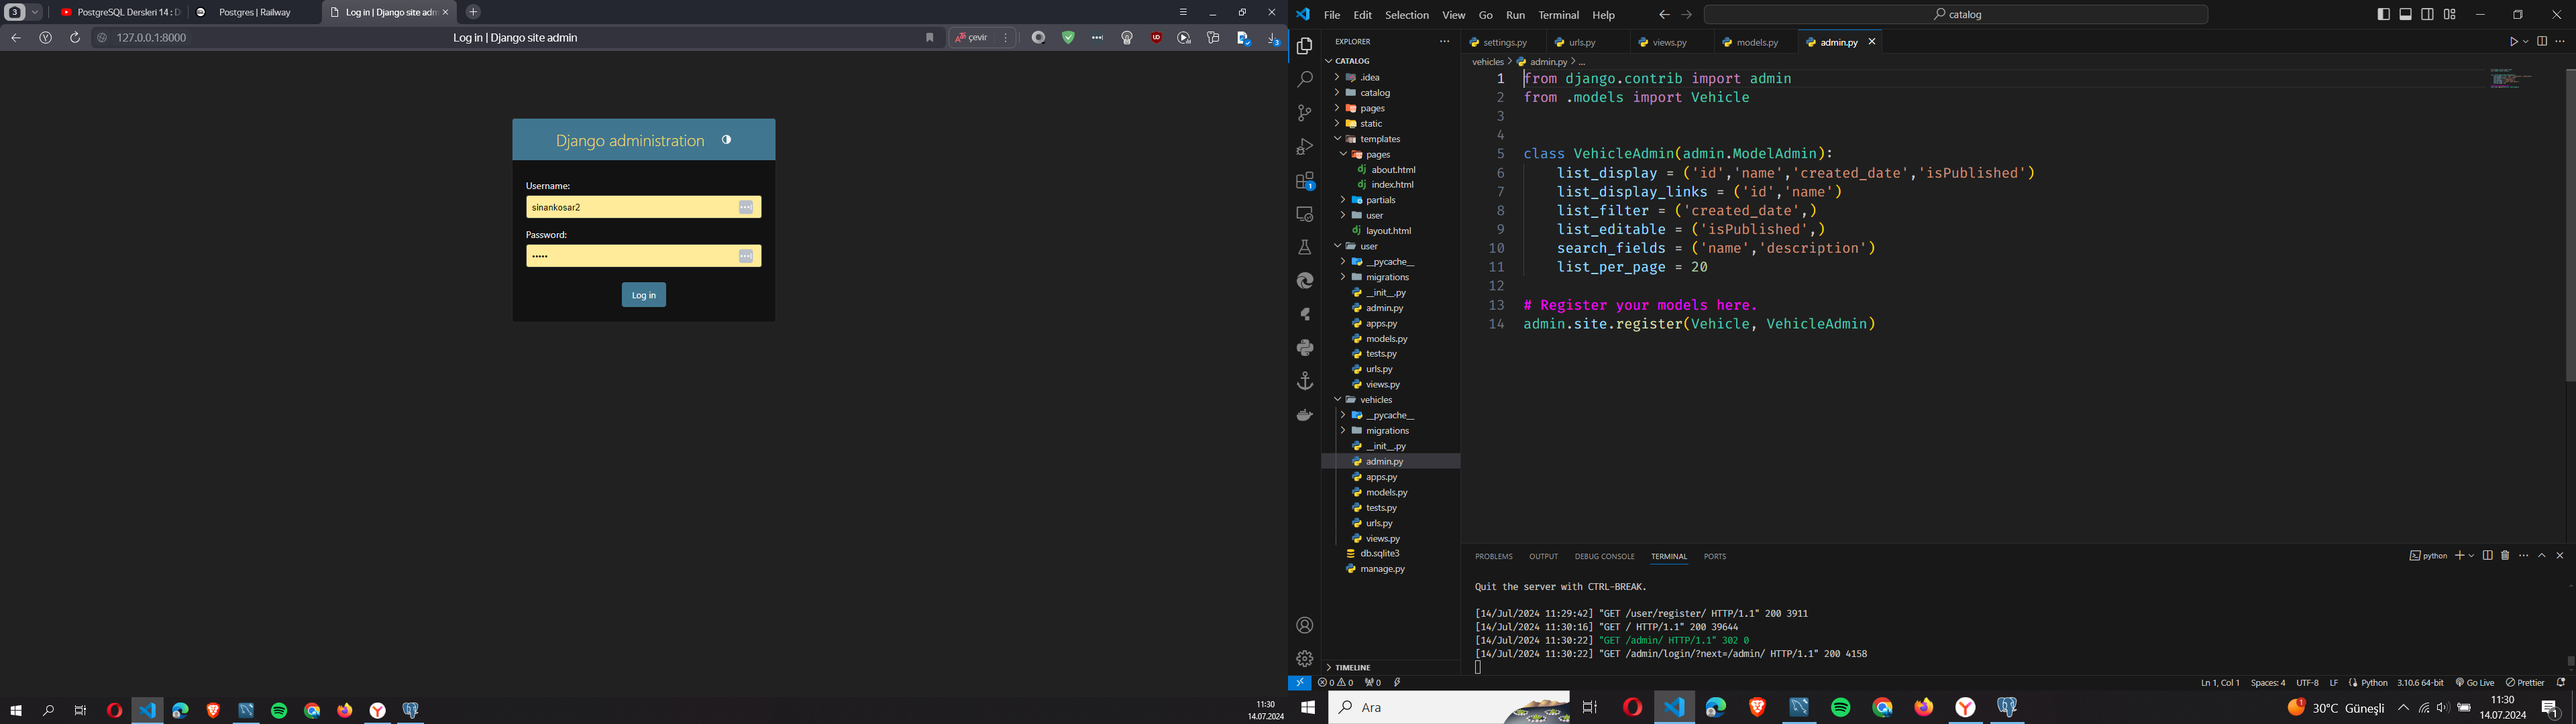 3
PostgreSQL Dersleri 14 : D
Postgres | Railway
Log in | Django site adm
127.0.0.1:8000
Log in | Django site admin
çevir
3
Django administration
Username:
sinankosar2
Password:
•••••
Log in
11:30
14.07.2024
File Edit Selection View Go Run Terminal Help
catalog
EXPLORER
CATALOG
.idea
catalog
pages
static
templates
pages
about.html
index.html
partials
user
layout.html
user
__pycache__
migrations
__init__.py
admin.py
apps.py
models.py
tests.py
urls.py
views.py
vehicles
__pycache__
migrations
__init__.py
admin.py
apps.py
models.py
tests.py
urls.py
views.py
db.sqlite3
manage.py
TIMELINE
1
settings.py urls.py views.py models.py admin.py
vehicles > admin.py > ...
1 from django.contrib import admin
2 from .models import Vehicle
3
4
5 class VehicleAdmin(admin.ModelAdmin):
6 list_display = ('id','name','created_date','isPublished')
7 list_display_links = ('id','name')
8 list_filter = ('created_date',)
9 list_editable = ('isPublished',)
10 search_fields = ('name','description')
11 list_per_page = 20
12
13 # Register your models here.
14 admin.site.register(Vehicle, VehicleAdmin)
PROBLEMS OUTPUT DEBUG CONSOLE TERMINAL PORTS
python
Quit the server with CTRL-BREAK.
[14/Jul/2024 11:29:42] "GET /user/register/ HTTP/1.1" 200 3911
[14/Jul/2024 11:30:16] "GET / HTTP/1.1" 200 39644
[14/Jul/2024 11:30:22] "GET /admin/ HTTP/1.1" 302 0
[14/Jul/2024 11:30:22] "GET /admin/login/?next=/admin/ HTTP/1.1" 200 4158
0 0 0
Ln 1, Col 1 Spaces: 4 UTF-8 LF Python 3.10.6 64-bit Go Live Prettier
Ara
30°C Güneşli
11:30
14.07.2024
1